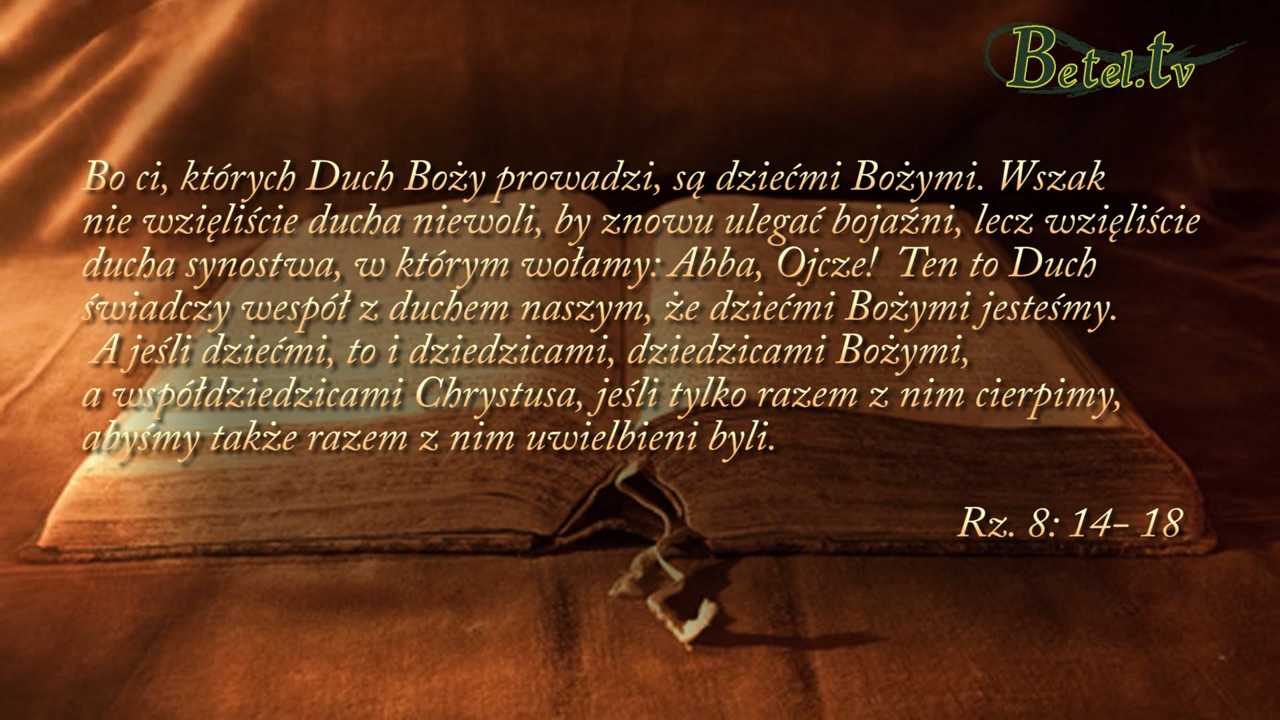 Betel.tv
Bo ci, których Duch Boży prowadzi, są dziećmi Bożymi. Wszak
nie wzięliście ducha niewoli, by znowu ulegać bojaźni, lecz wzięliście
ducha synostwa, w którym wołamy: Abba, Ojcze! Ten to Duch
świadczy wespół z duchem naszym, że dziećmi Bożymi jesteśmy.
A jeśli dziećmi, to i dziedzicami, dziedzicami Bożymi,
a współdziedzicami Chrystusa, jeśli tylko razem z nim cierpimy,
abyśmy także razem z nim uwielbieni byli.
Rz. 8: 14- 18